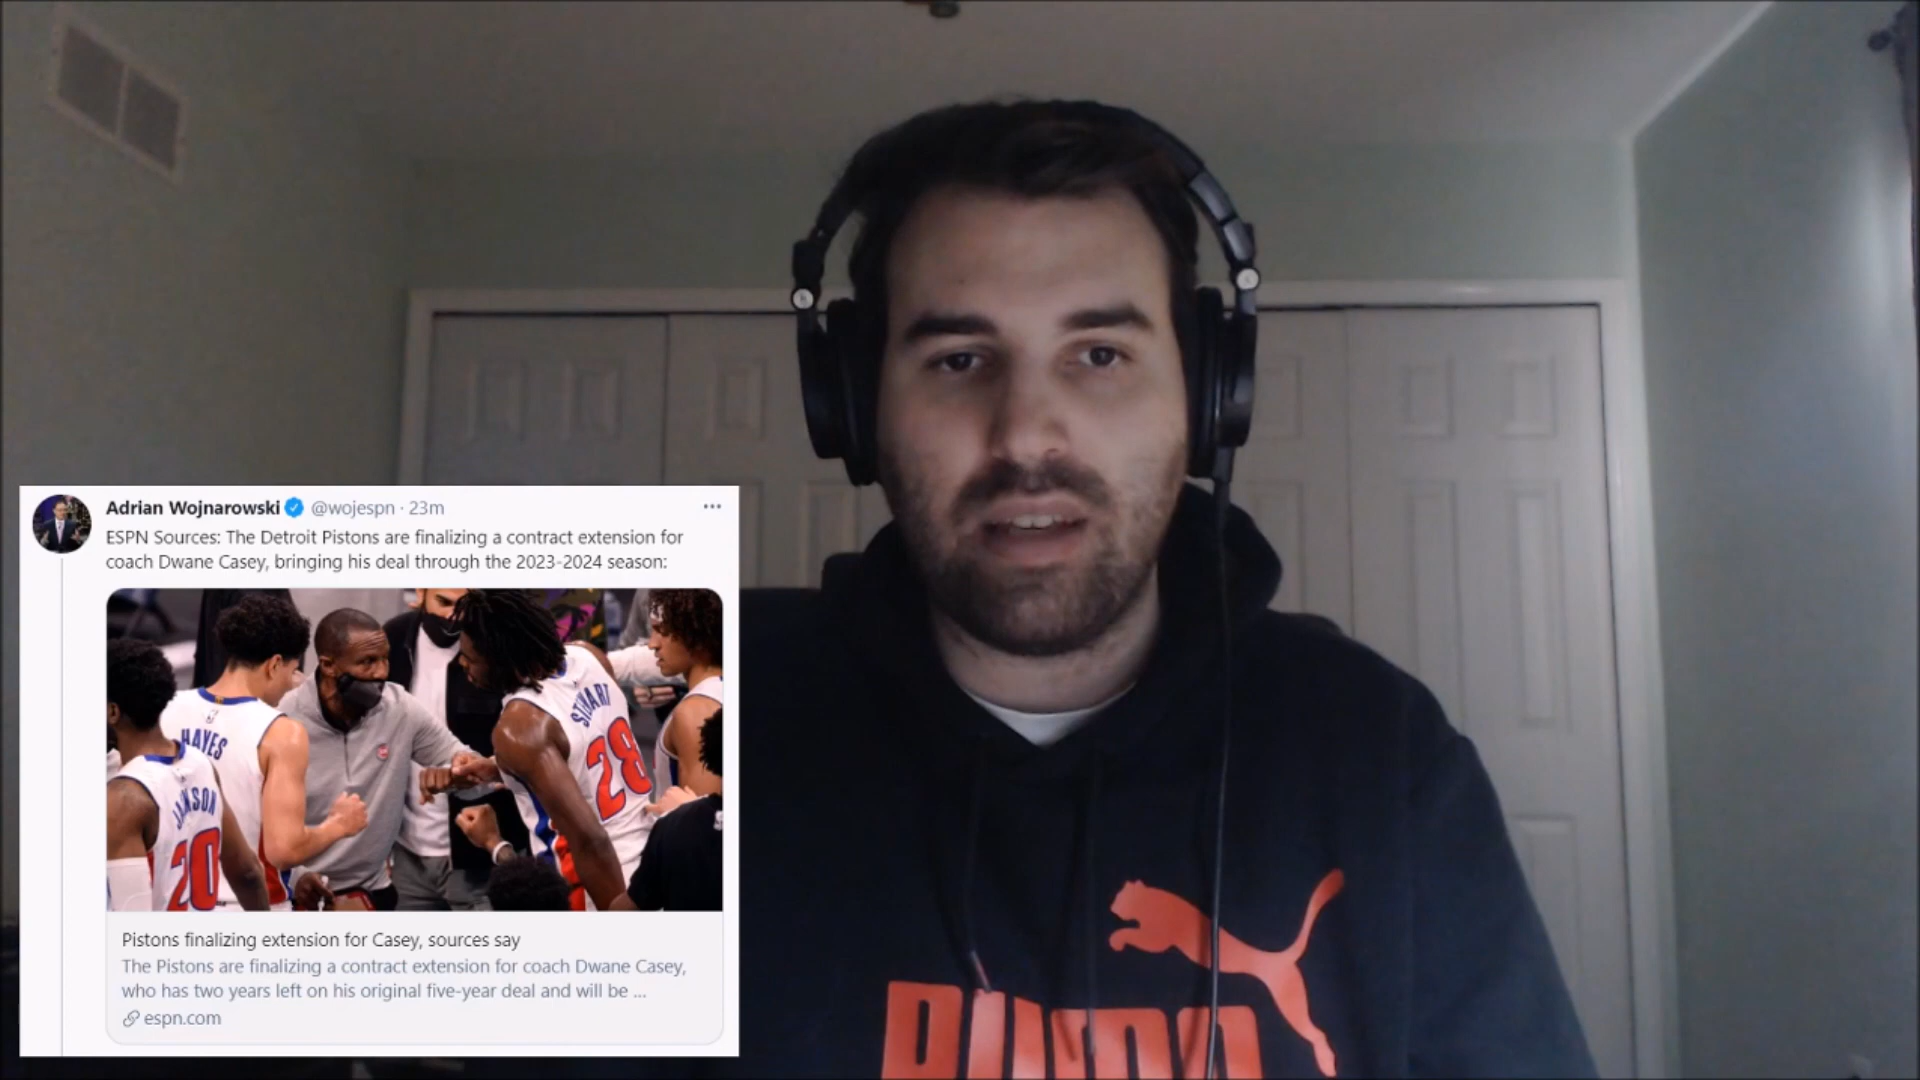 Adrian Wojnarowski @wojespn · 23m
ESPN Sources: The Detroit Pistons are finalizing a contract extension for
coach Dwane Casey, bringing his deal through the 2023-2024 season:
HAYES
JACKSON
20
STEWART
28
Pistons finalizing extension for Casey, sources say
The Pistons are finalizing a contract extension for coach Dwane Casey,
who has two years left on his original five-year deal and will be ...
espn.com
PUMA